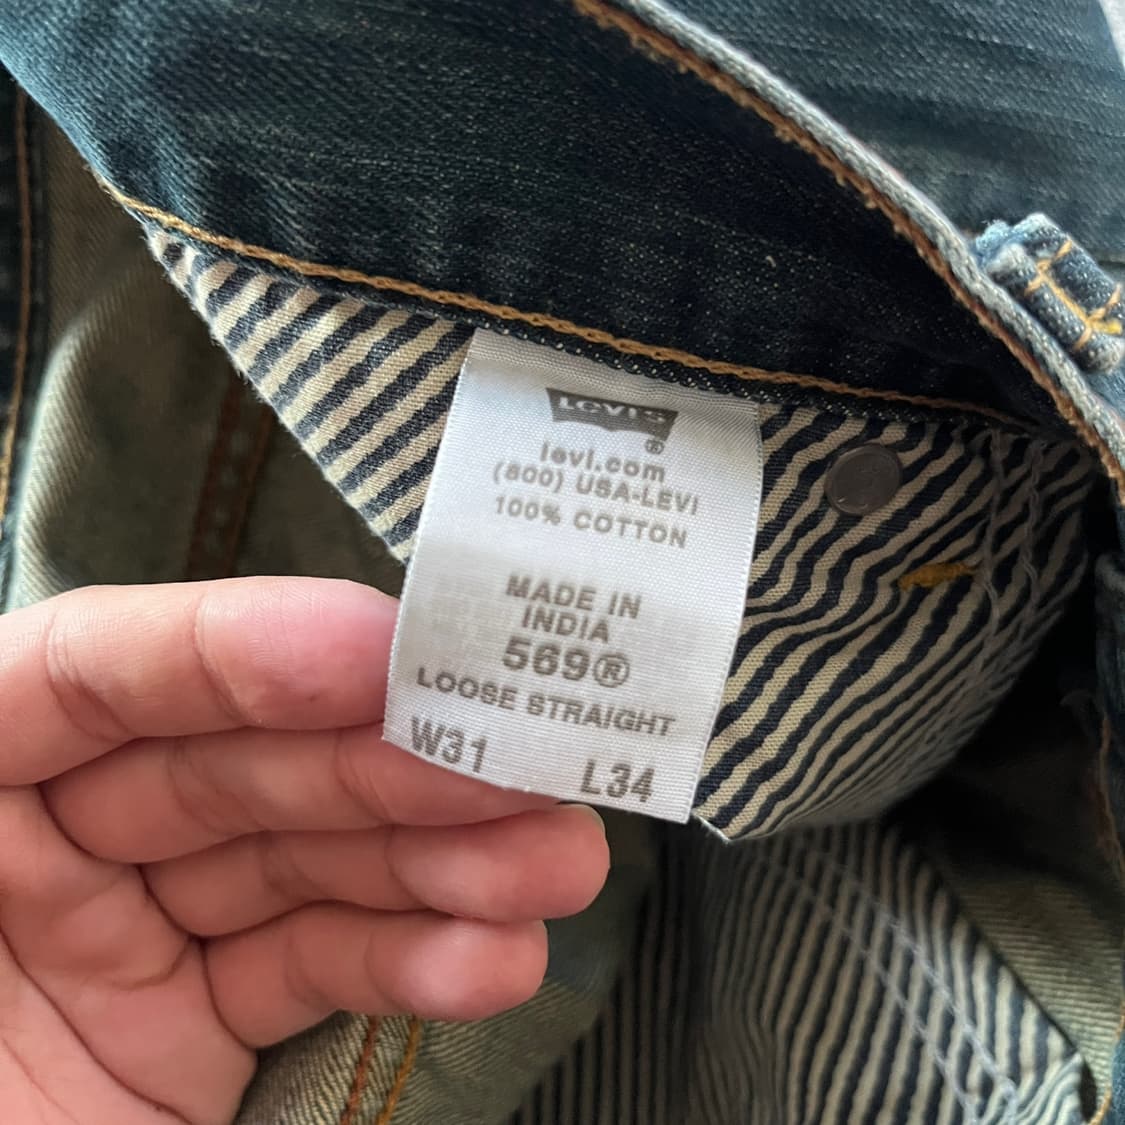 LEVI'S
®
levi.com
(800) USA-LEVI
100% COTTON
MADE IN
INDIA
569®
LOOSE STRAIGHT
W31 L34